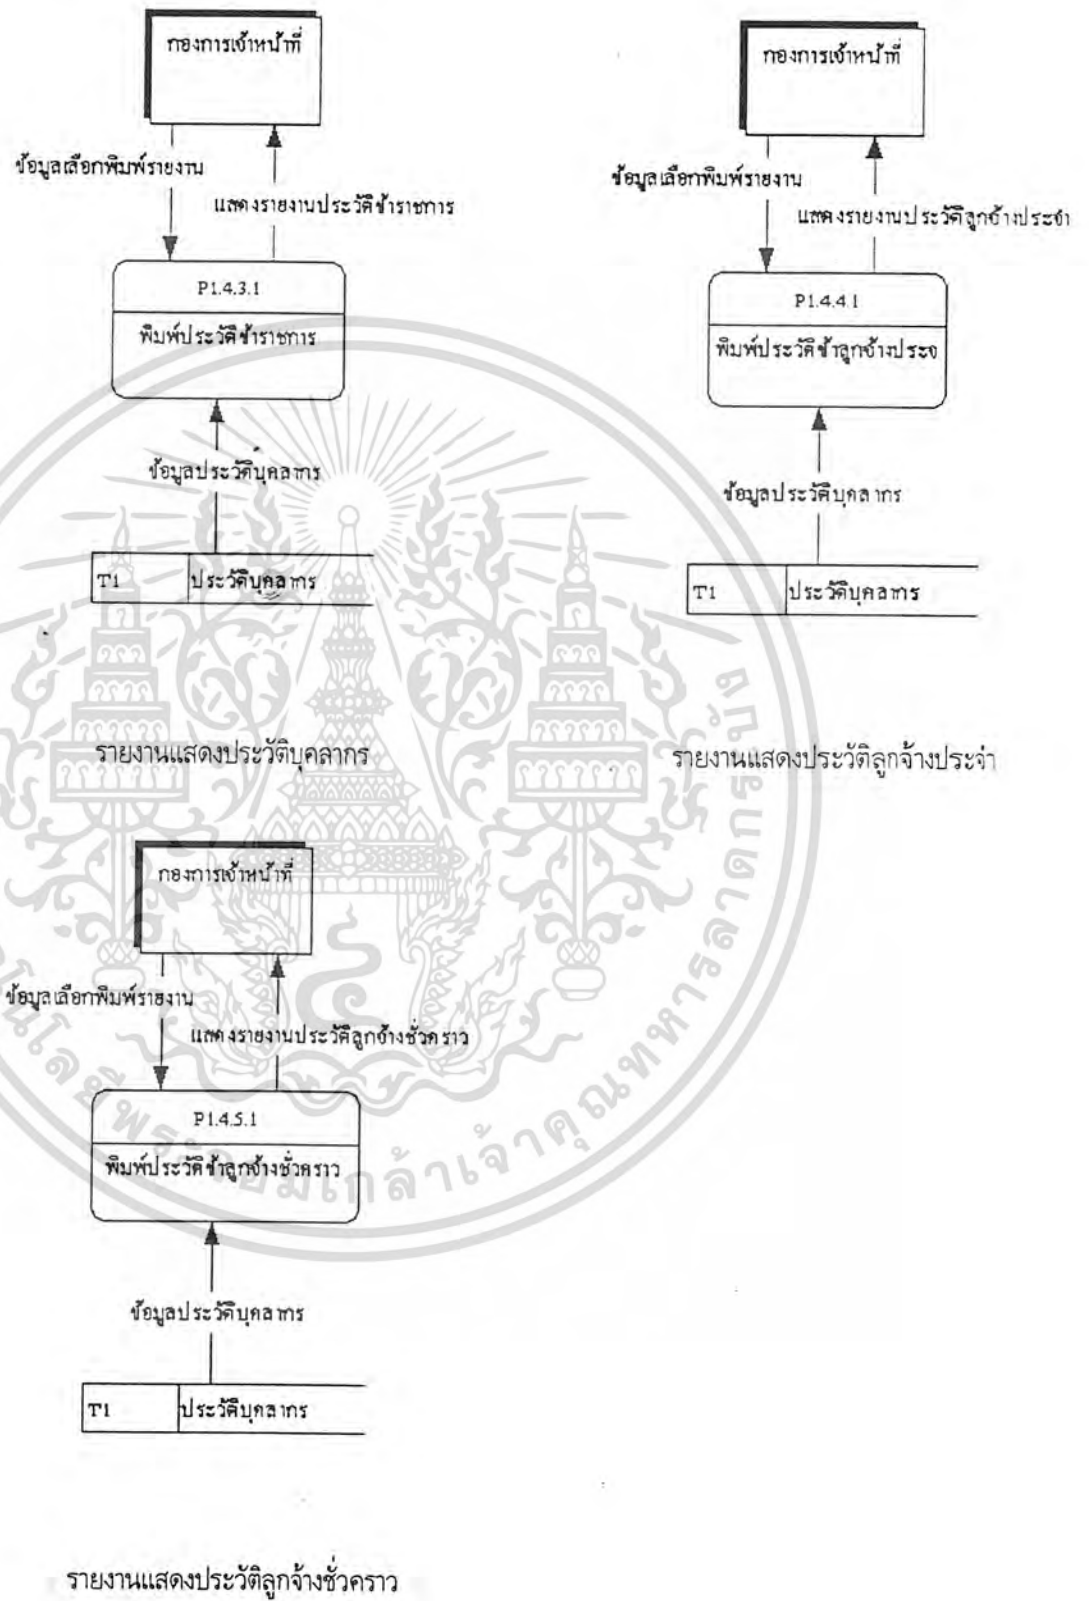 กองการเจ้าหน้าที่
ข้อมูลเลือกพิมพ์รายงาน
แสดงรายงานประวัติข้าราชการ
P1.4.3.1
พิมพ์ประวัติข้าราชการ
ข้อมูลประวัติบุคลากร
T1 ประวัติบุคลากร
รายงานแสดงประวัติบุคลากร
กองการเจ้าหน้าที่
ข้อมูลเลือกพิมพ์รายงาน
แสดงรายงานประวัติลูกจ้างประจำ
P1.4.4.1
พิมพ์ประวัติข้าลูกจ้างประจ
ข้อมูลประวัติบุคลากร
T1 ประวัติบุคลากร
รายงานแสดงประวัติลูกจ้างประจำ
กองการเจ้าหน้าที่
ข้อมูลเลือกพิมพ์รายงาน
แสดงรายงานประวัติลูกจ้างชั่วคราว
P1.4.5.1
พิมพ์ประวัติข้าลูกจ้างชั่วคราว
ข้อมูลประวัติบุคลากร
T1 ประวัติบุคลากร
รายงานแสดงประวัติลูกจ้างชั่วคราว